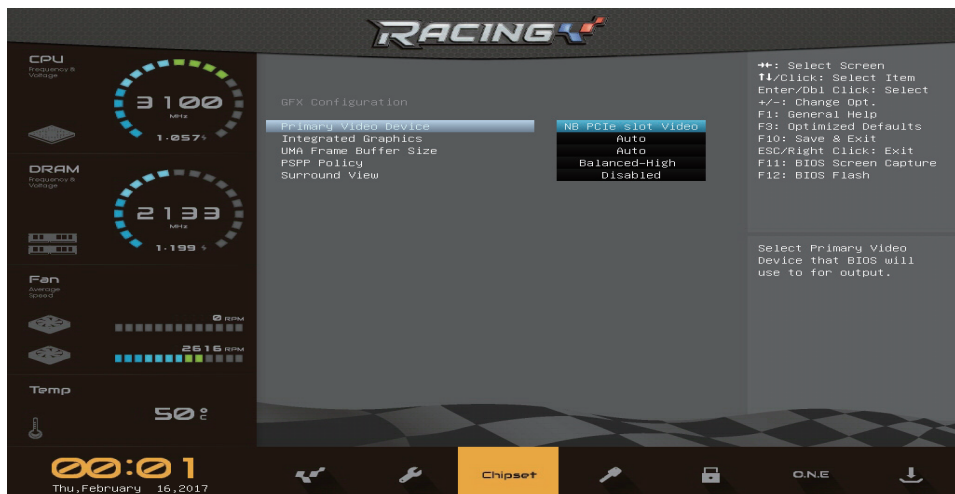 RACING
CPU
Frequency &
Voltage
3100
MHz
1.057
DRAM
Frequency &
Voltage
2133
MHz
1.199
Fan
Average
Speed
0 RPM
2616 RPM
Temp
50 °C
00:01
Thu,February 16,2017
GFX Configuration
Primary Video Device NB PCIe slot Video
Integrated Graphics Auto
UMA Frame Buffer Size Auto
PSPP Policy Balanced-High
Surround View Disabled
→←: Select Screen
↑↓/Click: Select Item
Enter/Dbl Click: Select
+/-: Change Opt.
F1: General Help
F3: Optimized Defaults
F10: Save & Exit
ESC/Right Click: Exit
F11: BIOS Screen Capture
F12: BIOS Flash
Select Primary Video
Device that BIOS will
use to for output.
Chipset
O.N.E